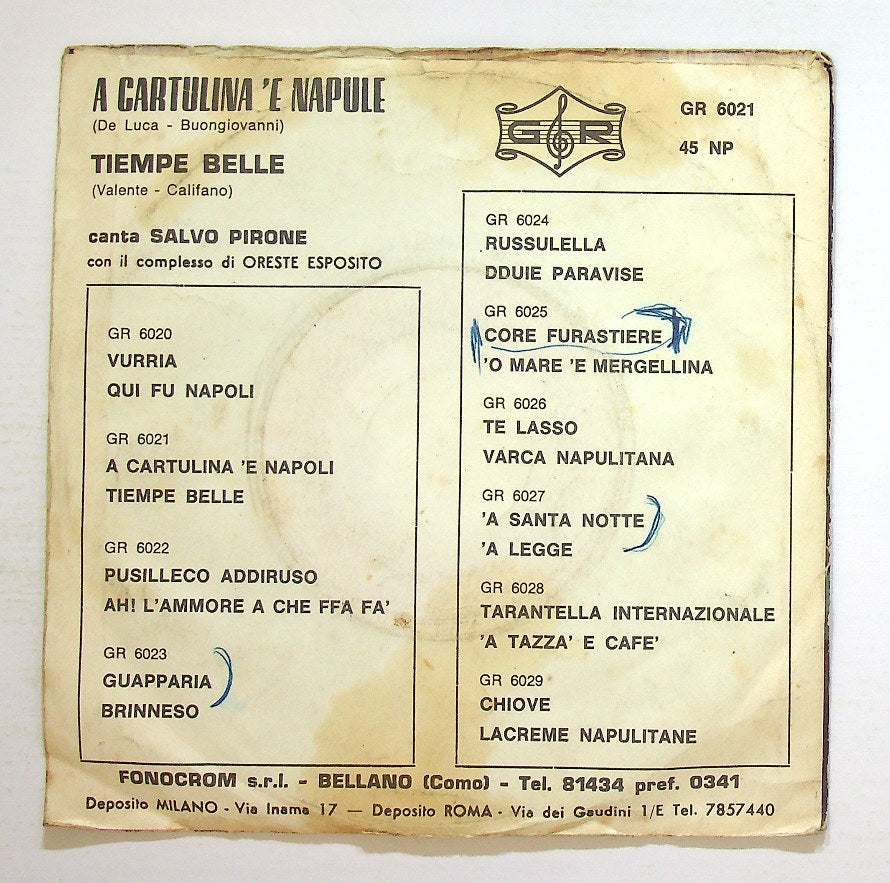 A CARTULINA 'E NAPULE
(De Luca - Buongiovanni)
TIEMPE BELLE
(Valente - Califano)
canta SALVO PIRONE
con il complesso di ORESTE ESPOSITO
GR 6020
VURRIA
QUI FU NAPOLI
GR 6021
A CARTULINA 'E NAPOLI
TIEMPE BELLE
GR 6022
PUSILLECO ADDIRUSO
AH! L'AMMORE A CHE FFA FA'
GR 6023
GUAPPARIA
BRINNESO
G R
GR 6021
45 NP
GR 6024
RUSSULELLA
DDUIE PARAVISE
GR 6025
CORE FURASTIERE
'O MARE 'E MERGELLINA
GR 6026
TE LASSO
VARCA NAPULITANA
GR 6027
'A SANTA NOTTE
'A LEGGE
GR 6028
TARANTELLA INTERNAZIONALE
'A TAZZA' E CAFE'
GR 6029
CHIOVE
LACREME NAPULITANE
FONOCROM s.r.l. - BELLANO (Como) - Tel. 81434 pref. 0341
Deposito MILANO - Via Inama 17 — Deposito ROMA - Via dei Gaudini 1/E Tel. 7857440